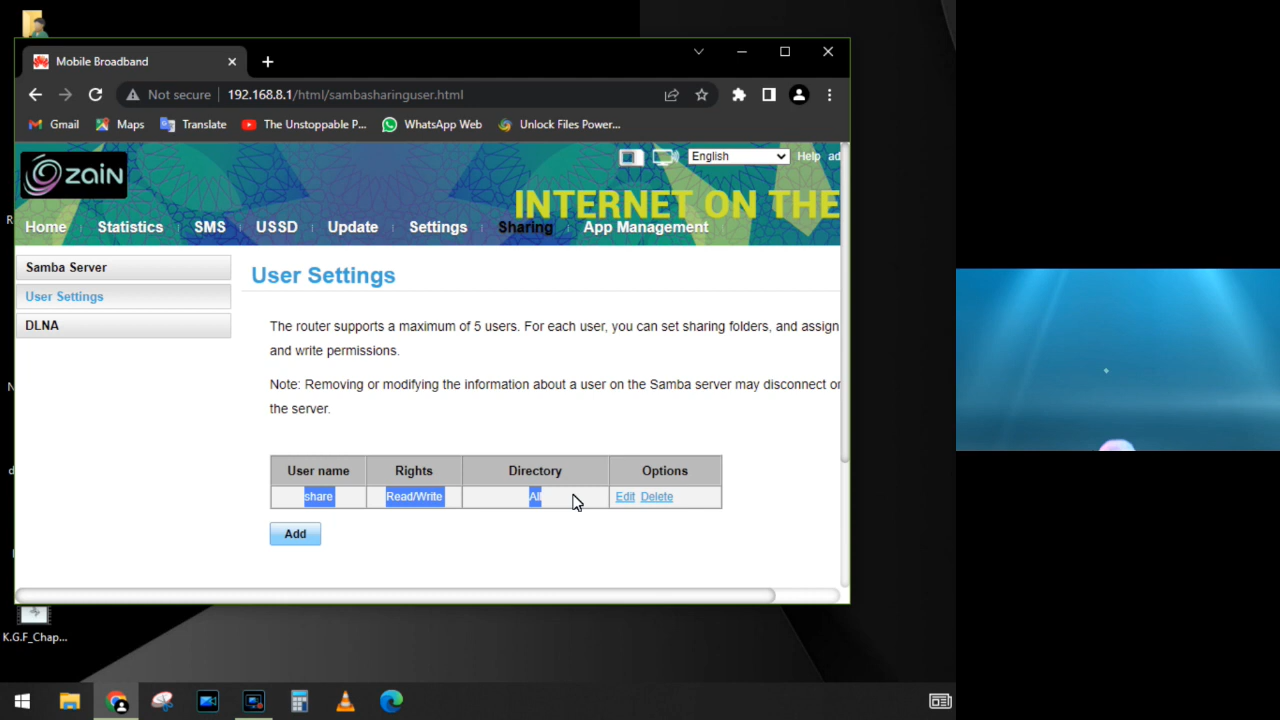 Mobile Broadband
Not secure 192.168.8.1/html/sambasharinguser.html
Gmail Maps Translate The Unstoppable P... WhatsApp Web Unlock Files Power...
zain
English Help ad
INTERNET ON THE
Home Statistics SMS USSD Update Settings Sharing App Management
Samba Server
User Settings
DLNA
User Settings
The router supports a maximum of 5 users. For each user, you can set sharing folders, and assign
and write permissions.
Note: Removing or modifying the information about a user on the Samba server may disconnect or
the server.
User name Rights Directory Options
share Read/Write All Edit Delete
Add
K.G.F_Chap...